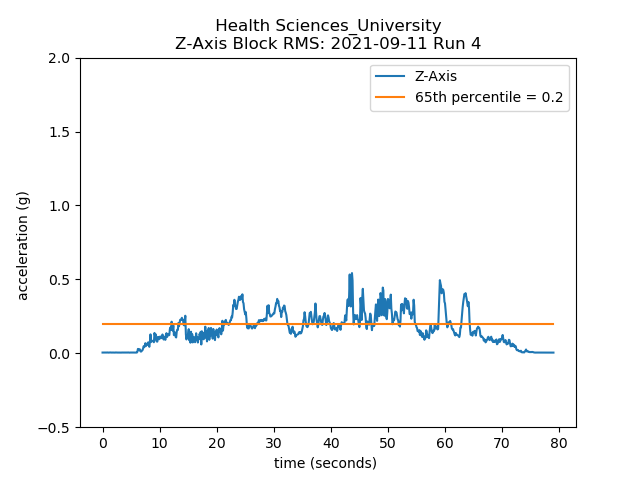 Health Sciences_University
Z-Axis Block RMS: 2021-09-11 Run 4
Z-Axis
65th percentile = 0.2
acceleration (g)
2.0
1.5
1.0
0.5
0.0
−0.5
0 10 20 30 40 50 60 70 80
time (seconds)